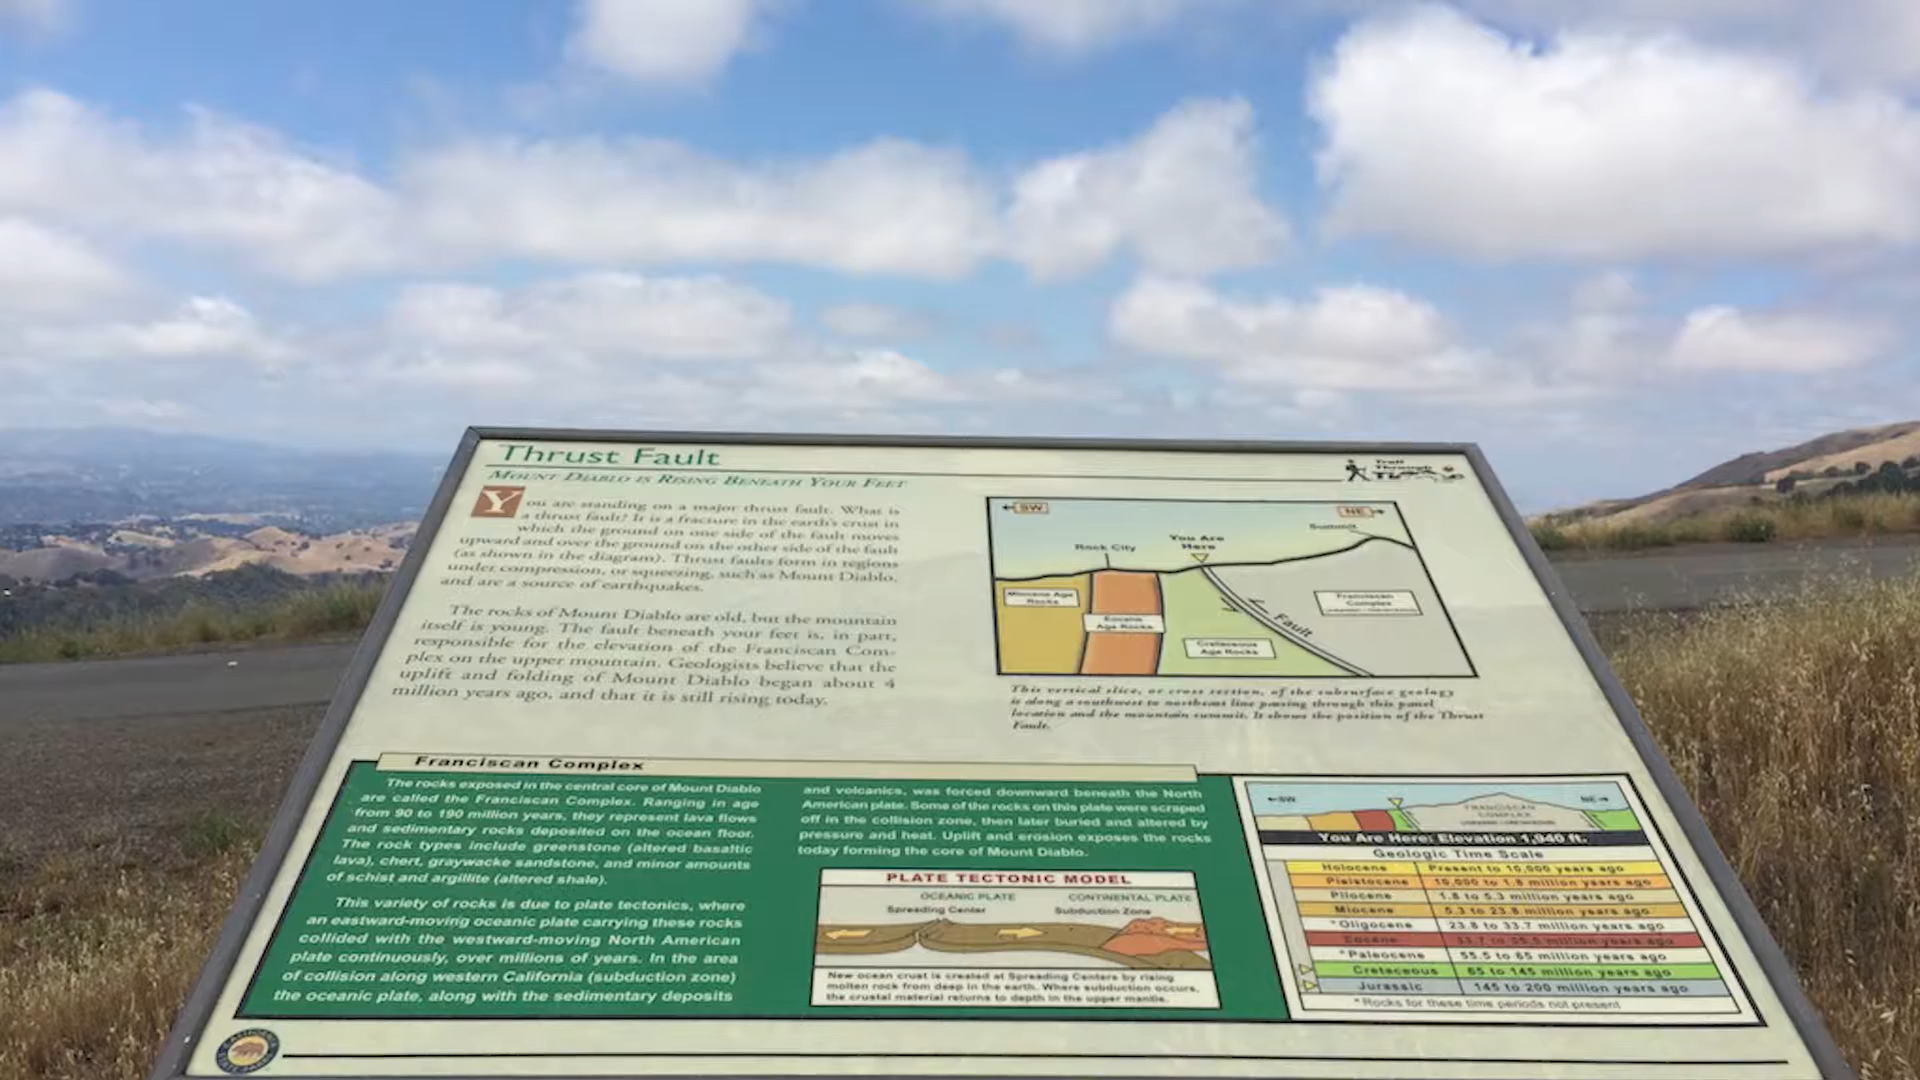 Thrust Fault
MOUNT DIABLO IS RISING BENEATH YOUR FEET
Trail
Through
Time
You are standing on a major thrust fault. What is
a thrust fault? It is a fracture in the earth's crust in
which the ground on one side of the fault moves
upward and over the ground on the other side of the fault
(as shown in the diagram). Thrust faults form in regions
under compression, or squeezing, such as Mount Diablo,
and are a source of earthquakes.
The rocks of Mount Diablo are old, but the mountain
itself is young. The fault beneath your feet is, in part,
responsible for the elevation of the Franciscan Com-
plex on the upper mountain. Geologists believe that the
uplift and folding of Mount Diablo began about 4
million years ago, and that it is still rising today.
SW
NE
Summit
You Are
Here
Rock City
Miocene Age
Rocks
Eocene
Age Rocks
Cretaceous
Age Rocks
Fault
Franciscan
Complex
This vertical slice, or cross section, of the subsurface geology
is along a southwest to northeast line passing through this panel
location and the mountain summit. It shows the position of the Thrust
Fault.
Franciscan Complex
The rocks exposed in the central core of Mount Diablo
are called the Franciscan Complex. Ranging in age
from 90 to 190 million years, they represent lava flows
and sedimentary rocks deposited on the ocean floor.
The rock types include greenstone (altered basaltic
lava), chert, graywacke sandstone, and minor amounts
of schist and argillite (altered shale).
This variety of rocks is due to plate tectonics, where
an eastward-moving oceanic plate carrying these rocks
collided with the westward-moving North American
plate continuously, over millions of years. In the area
of collision along western California (subduction zone)
the oceanic plate, along with the sedimentary deposits
and volcanics, was forced downward beneath the North
American plate. Some of the rocks on this plate were scraped
off in the collision zone, then later buried and altered by
pressure and heat. Uplift and erosion exposes the rocks
today forming the core of Mount Diablo.
PLATE TECTONIC MODEL
OCEANIC PLATE CONTINENTAL PLATE
Spreading Center Subduction Zone
New ocean crust is created at Spreading Centers by rising
molten rock from deep in the earth. Where subduction occurs,
the crustal material returns to depth in the upper mantle.
SW
NE
FRANCISCAN
COMPLEX
You Are Here: Elevation 1,940 ft.
Geologic Time Scale
Holocene Present to 10,000 years ago
Pleistocene 10,000 to 1.8 million years ago
Pliocene 1.8 to 5.3 million years ago
Miocene 5.3 to 23.8 million years ago
*Oligocene 23.8 to 33.7 million years ago
Eocene 33.7 to 55.5 million years ago
*Paleocene 55.5 to 65 million years ago
Cretaceous 65 to 145 million years ago
Jurassic 145 to 200 million years ago
*Rocks for these time periods not present